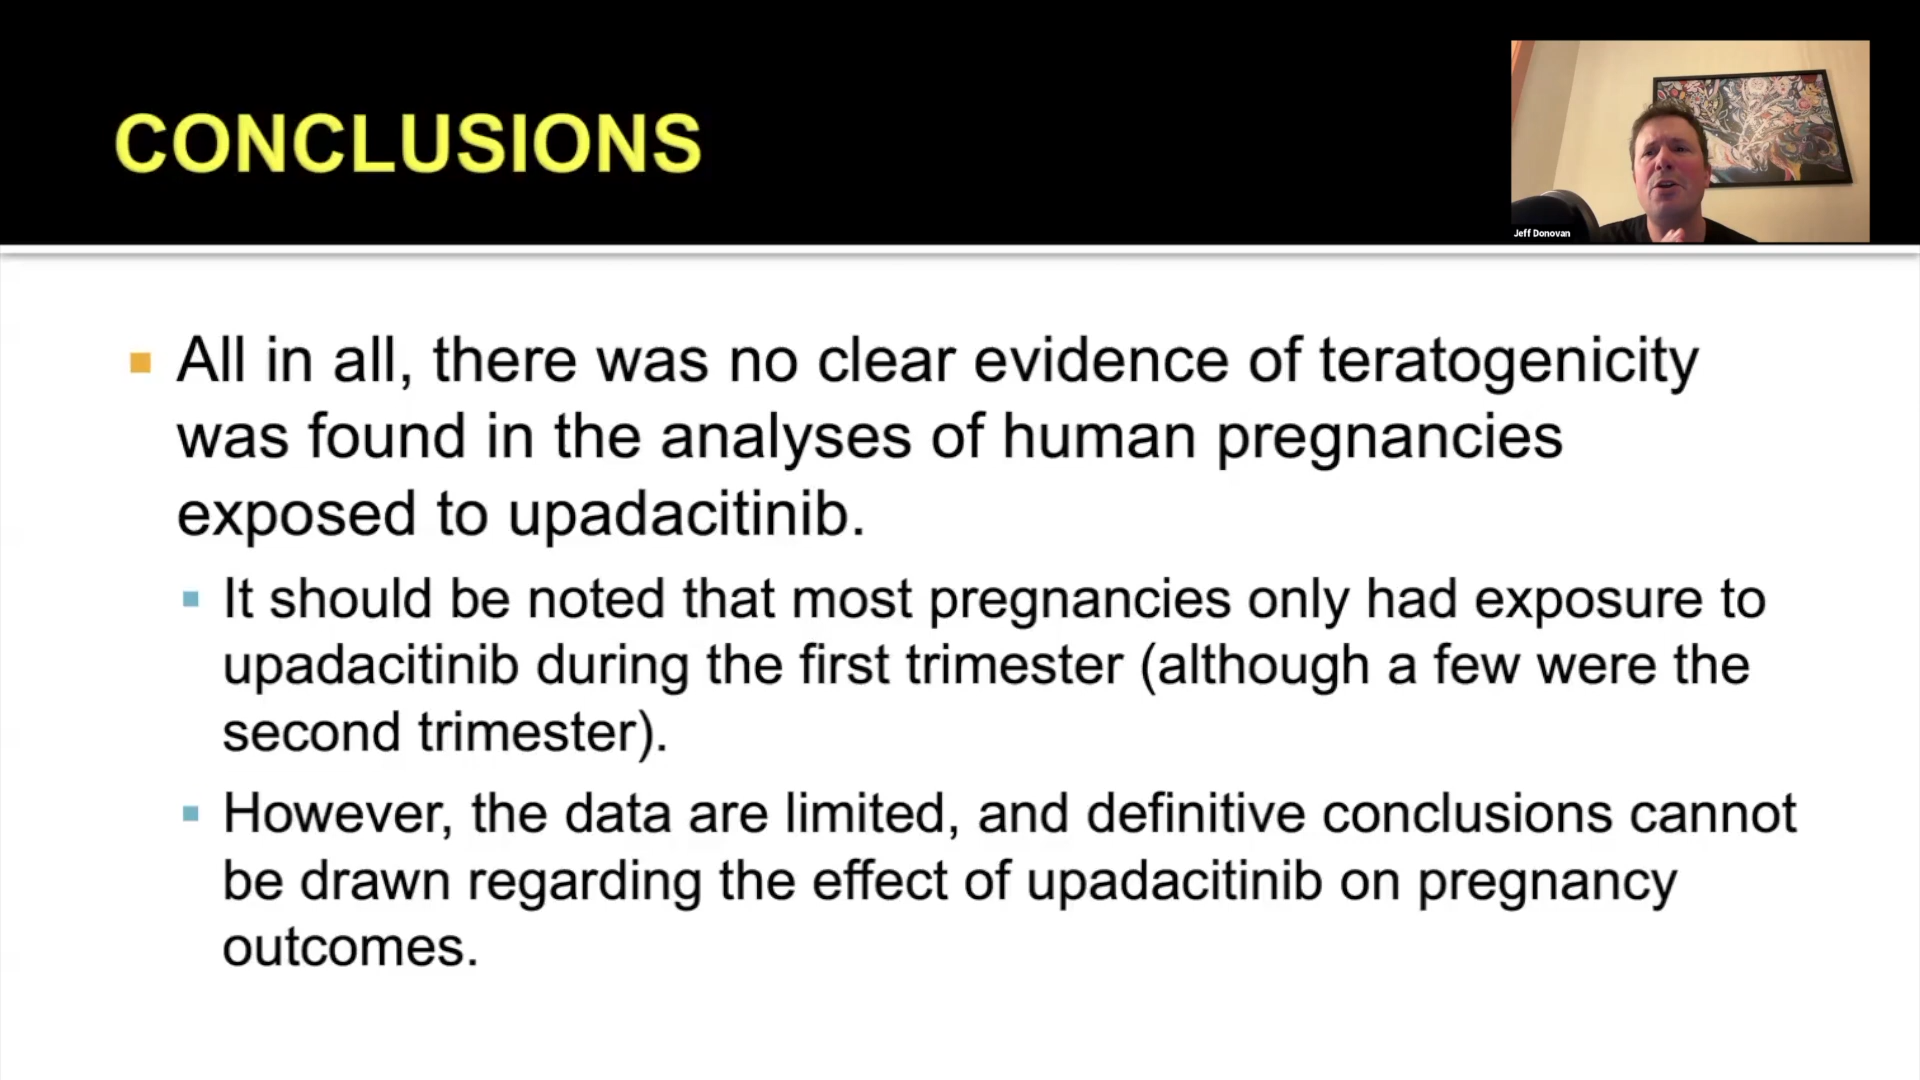 CONCLUSIONS
Jeff Donovan
All in all, there was no clear evidence of teratogenicity
was found in the analyses of human pregnancies
exposed to upadacitinib.
It should be noted that most pregnancies only had exposure to
upadacitinib during the first trimester (although a few were the
second trimester).
However, the data are limited, and definitive conclusions cannot
be drawn regarding the effect of upadacitinib on pregnancy
outcomes.